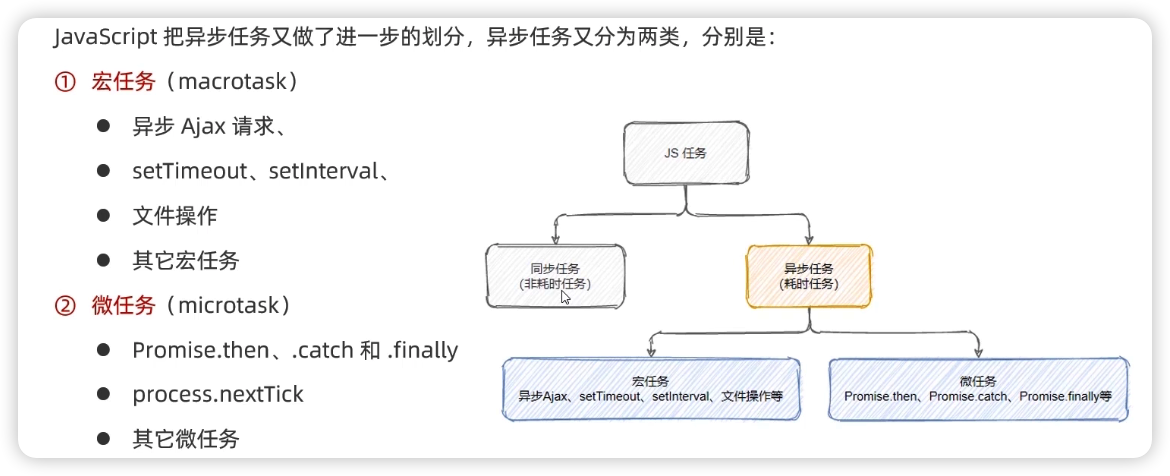 JavaScript 把异步任务又做了进一步的划分，异步任务又分为两类，分别是：
① 宏任务（macrotask）
● 异步 Ajax 请求、
● setTimeout、setInterval、
● 文件操作
● 其它宏任务
② 微任务（microtask）
● Promise.then、.catch 和 .finally
● process.nextTick
● 其它微任务
JS 任务
同步任务
（非耗时任务）
异步任务
（耗时任务）
宏任务
异步Ajax、setTimeout、setInterval、文件操作等
微任务
Promise.then、Promise.catch、Promise.finally等